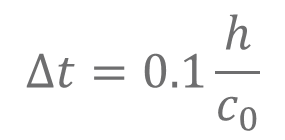 Δt = 0.1 h/c₀